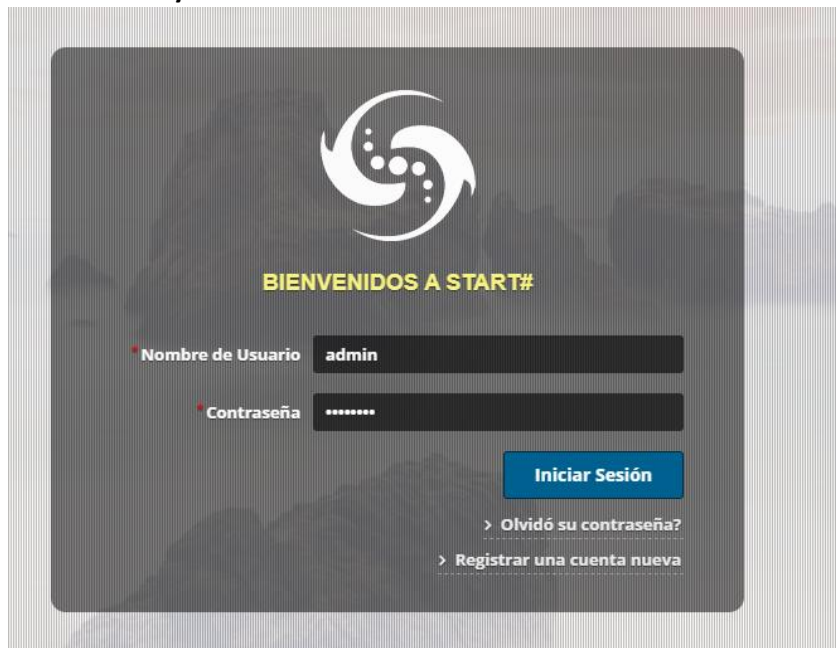 BIENVENIDOS A START#
*Nombre de Usuario admin
*Contraseña ••••••••
Iniciar Sesión
> Olvidó su contraseña?
> Registrar una cuenta nueva